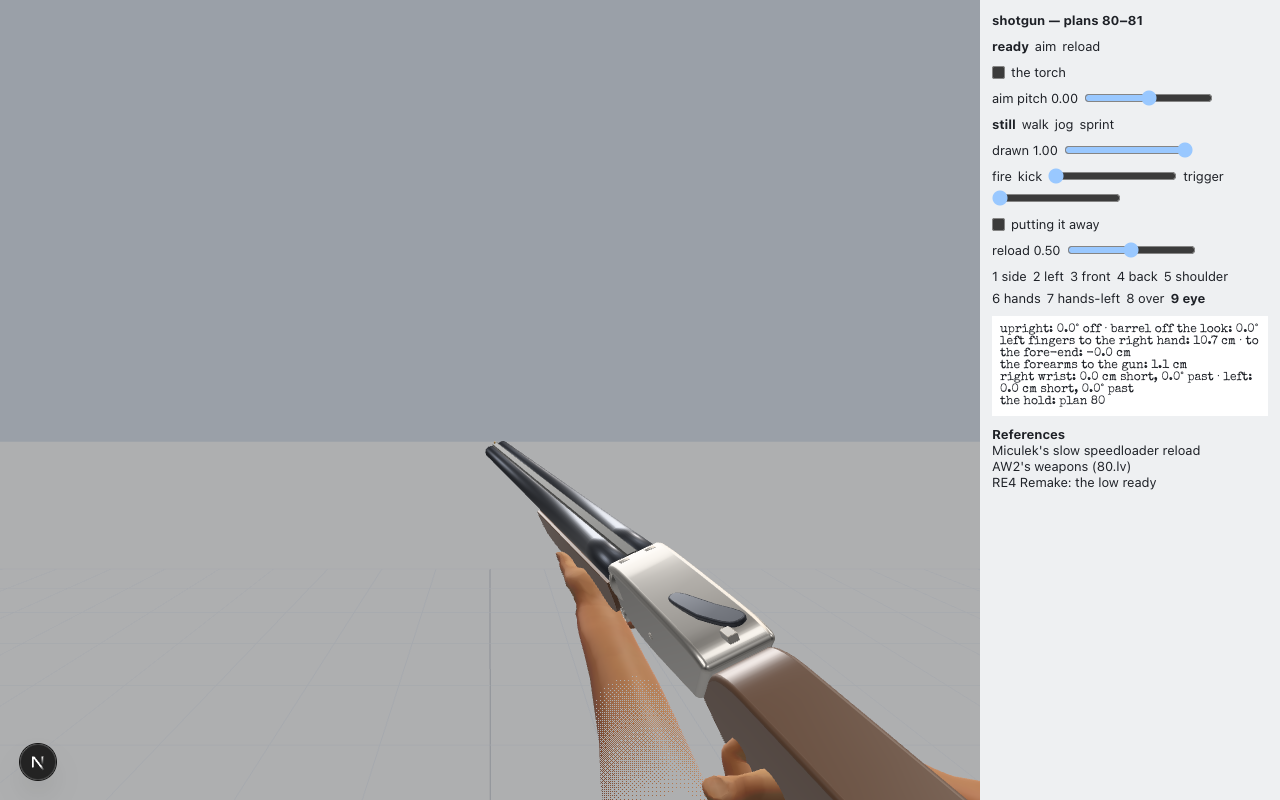 shotgun — plans 80–81
ready aim reload
the torch
aim pitch 0.00
still walk jog sprint
drawn 1.00
fire kick trigger
putting it away
reload 0.50
1 side 2 left 3 front 4 back 5 shoulder
6 hands 7 hands-left 8 over 9 eye
upright: 0.0° off · barrel off the look: 0.0°
left fingers to the right hand: 10.7 cm · to
the fore-end: -0.0 cm
the forearms to the gun: 1.1 cm
right wrist: 0.0 cm short, 0.0° past · left:
0.0 cm short, 0.0° past
the hold: plan 80
References
Miculek's slow speedloader reload
AW2's weapons (80.lv)
RE4 Remake: the low ready
N